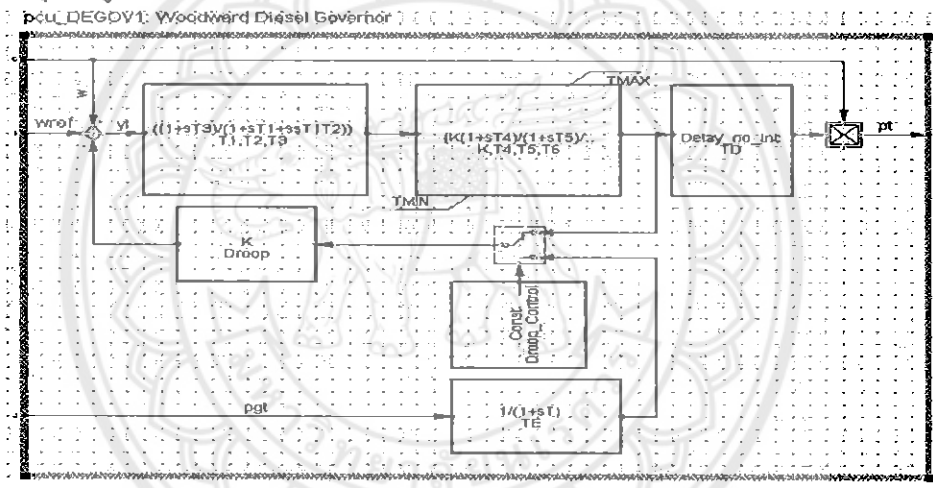 pcu_DEGOV1: Woodward Diesel Governor
TMAX
w
wref
yi
((1+sT3)/(1+sT1+ssT1T2))
T1,T2,T3
(K(1+sT4)/(1+sT5)/..
K,T4,T5,T6
Delay_no_Inc
TD
pt
TMIN
K
Droop
Const
Droop_Control
pgt
1/(1+sT)
TE